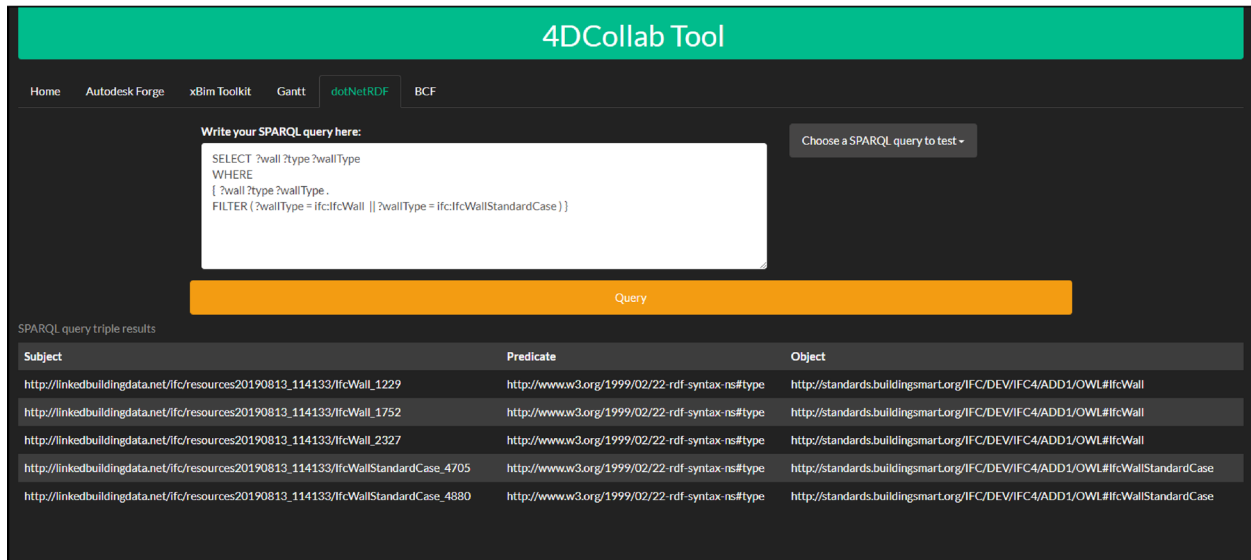 4DCollab Tool
Home Autodesk Forge xBim Toolkit Gantt dotNetRDF BCF
Write your SPARQL query here:
Choose a SPARQL query to test
SELECT ?wall ?type ?wallType
WHERE
{ ?wall ?type ?wallType .
FILTER ( ?wallType = ifc:IfcWall || ?wallType = ifc:IfcWallStandardCase ) }
Query
SPARQL query triple results
Subject Predicate Object
http://linkedbuildingdata.net/ifc/resources20190813_114133/IfcWall_1229 http://www.w3.org/1999/02/22-rdf-syntax-ns#type http://standards.buildingsmart.org/IFC/DEV/IFC4/ADD1/OWL#IfcWall
http://linkedbuildingdata.net/ifc/resources20190813_114133/IfcWall_1752 http://www.w3.org/1999/02/22-rdf-syntax-ns#type http://standards.buildingsmart.org/IFC/DEV/IFC4/ADD1/OWL#IfcWall
http://linkedbuildingdata.net/ifc/resources20190813_114133/IfcWall_2327 http://www.w3.org/1999/02/22-rdf-syntax-ns#type http://standards.buildingsmart.org/IFC/DEV/IFC4/ADD1/OWL#IfcWall
http://linkedbuildingdata.net/ifc/resources20190813_114133/IfcWallStandardCase_4705 http://www.w3.org/1999/02/22-rdf-syntax-ns#type http://standards.buildingsmart.org/IFC/DEV/IFC4/ADD1/OWL#IfcWallStandardCase
http://linkedbuildingdata.net/ifc/resources20190813_114133/IfcWallStandardCase_4880 http://www.w3.org/1999/02/22-rdf-syntax-ns#type http://standards.buildingsmart.org/IFC/DEV/IFC4/ADD1/OWL#IfcWallStandardCase